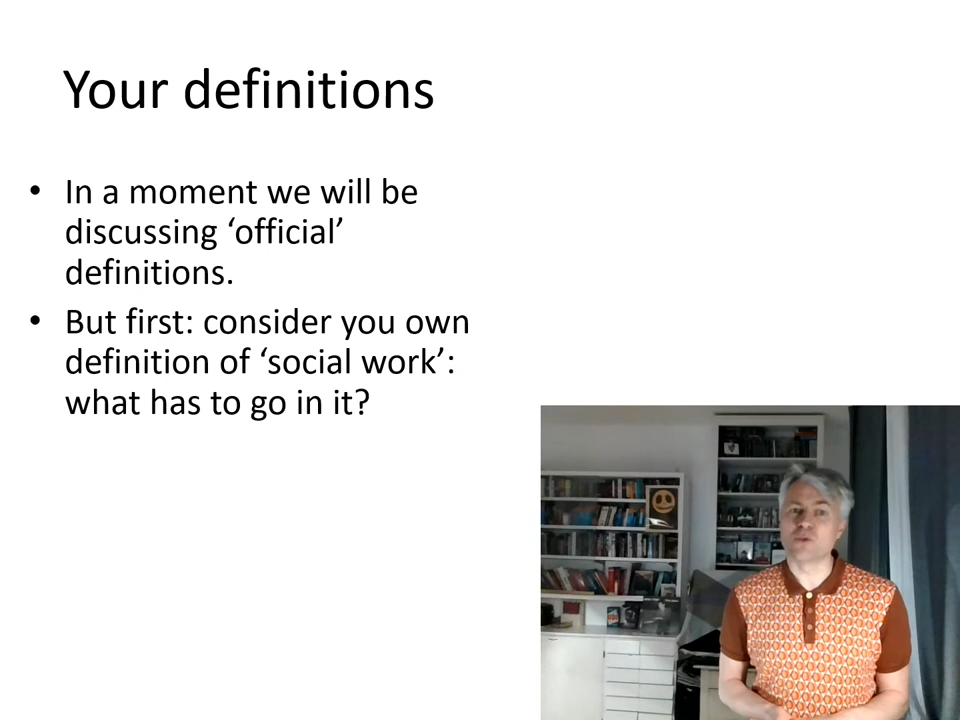 Your definitions
• In a moment we will be
discussing ‘official’
definitions.
• But first: consider you own
definition of ‘social work’:
what has to go in it?